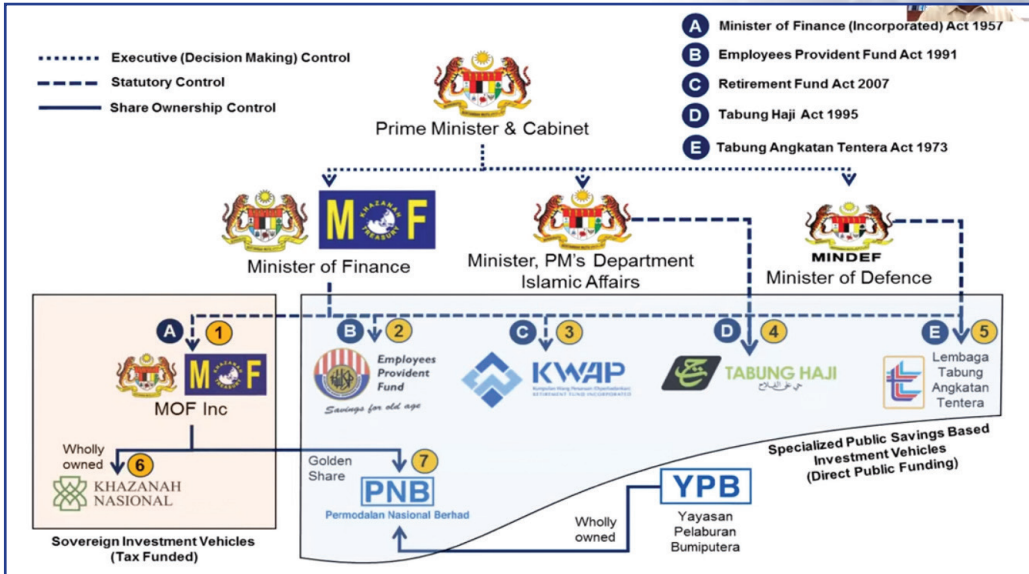 Executive (Decision Making) Control
Statutory Control
Share Ownership Control
A Minister of Finance (Incorporated) Act 1957
B Employees Provident Fund Act 1991
C Retirement Fund Act 2007
D Tabung Haji Act 1995
E Tabung Angkatan Tentera Act 1973
Prime Minister & Cabinet
M F
KHAZANAH
TREASURY
Minister of Finance
Minister, PM's Department
Islamic Affairs
MINDEF
Minister of Defence
A 1
M F
MOF Inc
B 2
Employees
Provident
Fund
Savings for old age
C 3
KWAP
RETIREMENT FUND INCORPORATED
D 4
TABUNG HAJI
E 5
Lembaga
Tabung
Angkatan
Tentera
Wholly
owned
6
KHAZANAH
NASIONAL
Golden
Share
7
PNB
Permodalan Nasional Berhad
Wholly
owned
YPB
Yayasan
Pelaburan
Bumiputera
Specialized Public Savings Based
Investment Vehicles
(Direct Public Funding)
Sovereign Investment Vehicles
(Tax Funded)